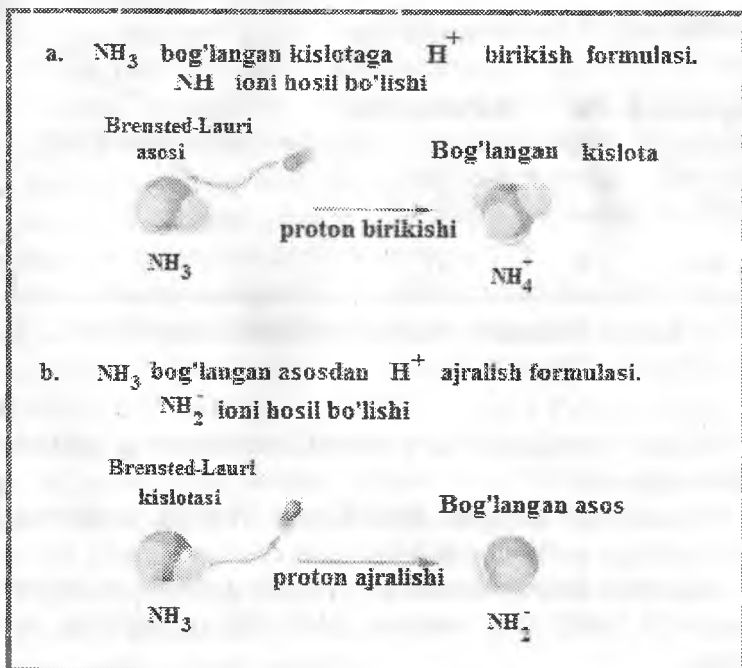 a. NH₃ bog'langan kislotaga H⁺ birikish formulasi.
NH ioni hosil bo'lishi
Brensted-Lauri
asosi
Bog'langan kislota
proton birikishi
NH₃
NH₄⁺
b. NH₃ bog'langan asosdan H⁺ ajralish formulasi.
NH₂⁻ ioni hosil bo'lishi
Brensted-Lauri
kislotasi
Bog'langan asos
proton ajralishi
NH₃
NH₂⁻